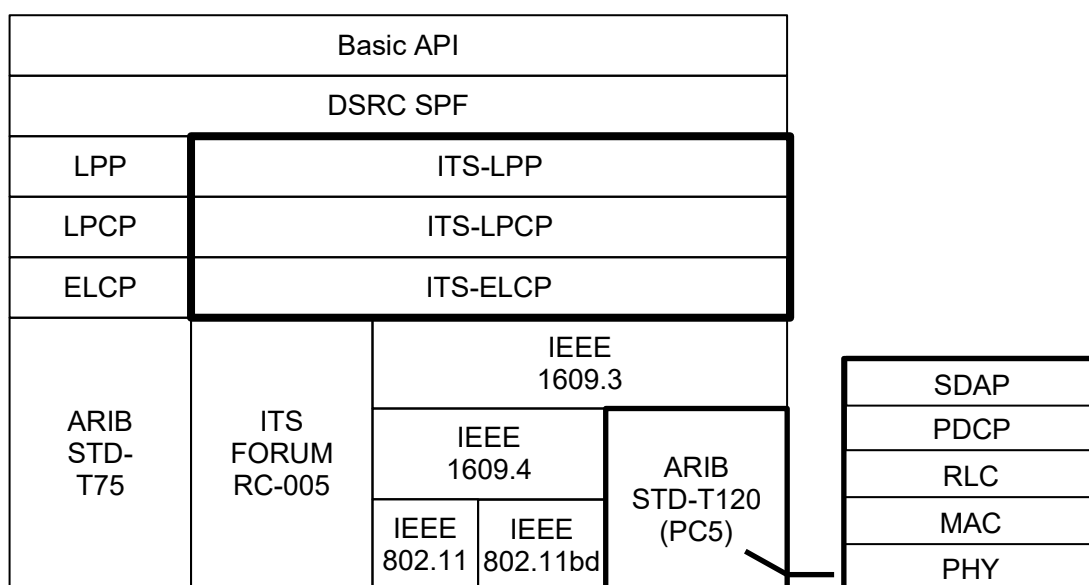 Basic API
DSRC SPF
LPP
ITS-LPP
LPCP
ITS-LPCP
ELCP
ITS-ELCP
ARIB
STD-
T75
ITS
FORUM
RC-005
IEEE
1609.3
IEEE
1609.4
IEEE
802.11
IEEE
802.11bd
ARIB
STD-T120
(PC5)
SDAP
PDCP
RLC
MAC
PHY